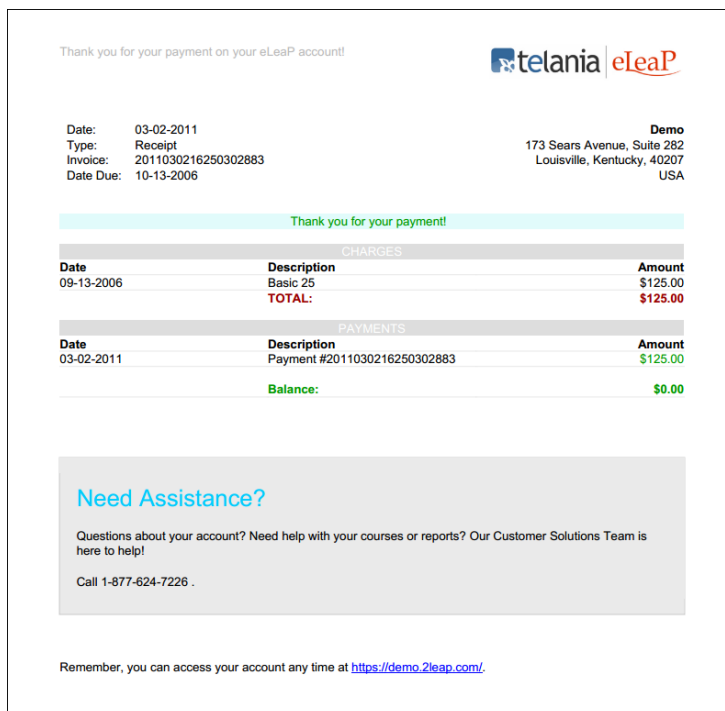 Thank you for your payment on your eLeaP account!
telania eLeaP
Date: 03-02-2011
Type: Receipt
Invoice: 2011030216250302883
Date Due: 10-13-2006
Demo
173 Sears Avenue, Suite 282
Louisville, Kentucky, 40207
USA
Thank you for your payment!
CHARGES
Date Description Amount
09-13-2006 Basic 25 $125.00
TOTAL: $125.00
PAYMENTS
Date Description Amount
03-02-2011 Payment #2011030216250302883 $125.00
Balance: $0.00
Need Assistance?
Questions about your account? Need help with your courses or reports? Our Customer Solutions Team is
here to help!
Call 1-877-624-7226 .
Remember, you can access your account any time at https://demo.2leap.com/.